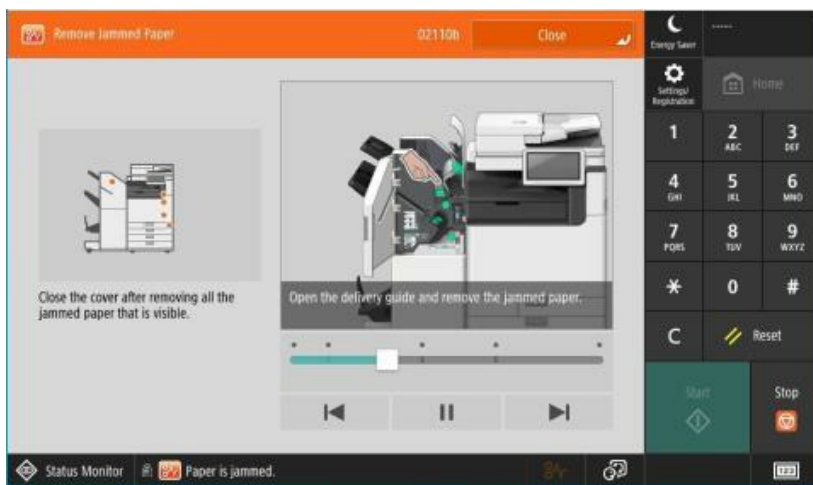 Remove Jammed Paper
02110h
Close
Energy Saver
-----
Settings/
Registration
Home
1
2
ABC
3
DEF
4
GHI
5
JKL
6
MNO
7
PQRS
8
TUV
9
WXYZ
*
0
#
C
Reset
Start
Stop
Close the cover after removing all the
jammed paper that is visible.
Open the delivery guide and remove the jammed paper.
Status Monitor
Paper is jammed.
123